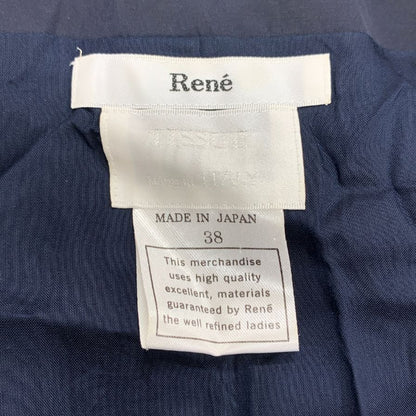 René
TISSUE
MADE IN JAPAN
38
This merchandise
uses high quality
excellent, materials
guaranteed by René
the well refined ladies